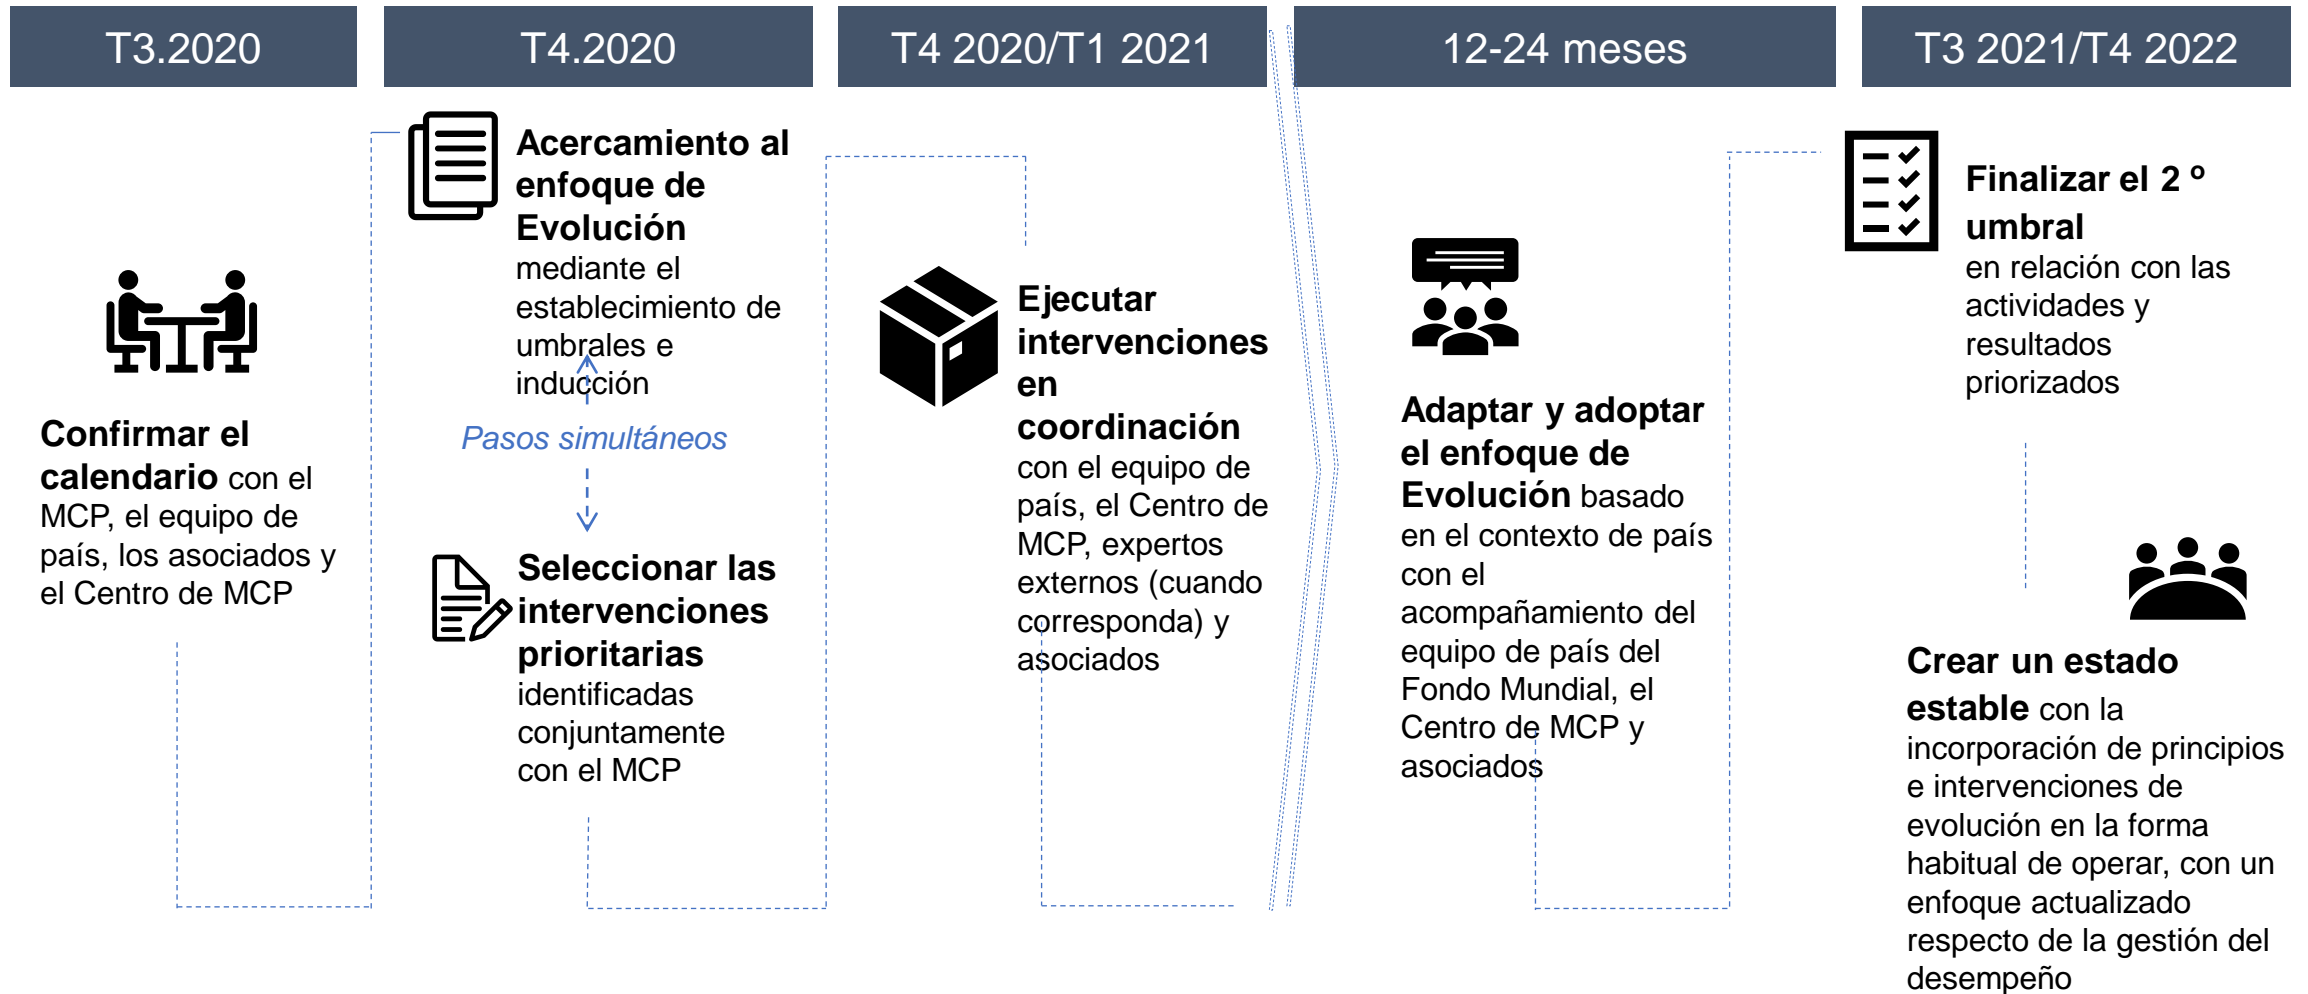 T3.2020
T4.2020
T4 2020/T1 2021
12-24 meses
T3 2021/T4 2022
Confirmar el
calendario con el
MCP, el equipo de
país, los asociados y
el Centro de MCP
Acercamiento al
enfoque de
Evolución
mediante el
establecimiento de
umbrales e
inducción
Pasos simultáneos
Seleccionar las
intervenciones
prioritarias
identificadas
conjuntamente
con el MCP
Ejecutar
intervenciones
en
coordinación
con el equipo de
país, el Centro de
MCP, expertos
externos (cuando
corresponda) y
asociados
Adaptar y adoptar
el enfoque de
Evolución basado
en el contexto de país
con el
acompañamiento del
equipo de país del
Fondo Mundial, el
Centro de MCP y
asociados
Finalizar el 2 º
umbral
en relación con las
actividades y
resultados
priorizados
Crear un estado
estable con la
incorporación de principios
e intervenciones de
evolución en la forma
habitual de operar, con un
enfoque actualizado
respecto de la gestión del
desempeño